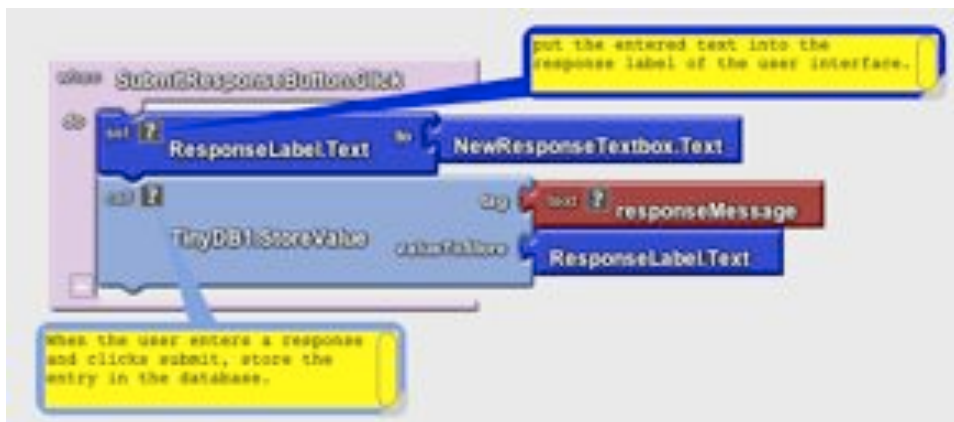 put the entered text into the
response label of the user interface.
when SubmitResponseButton.Click
do
set ? ResponseLabel.Text to NewResponseTextbox.Text
call ? TinyDB1.StoreValue tag text ? responseMessage
valueToStore ResponseLabel.Text
When the user enters a response
and clicks submit, store the
entry in the database.